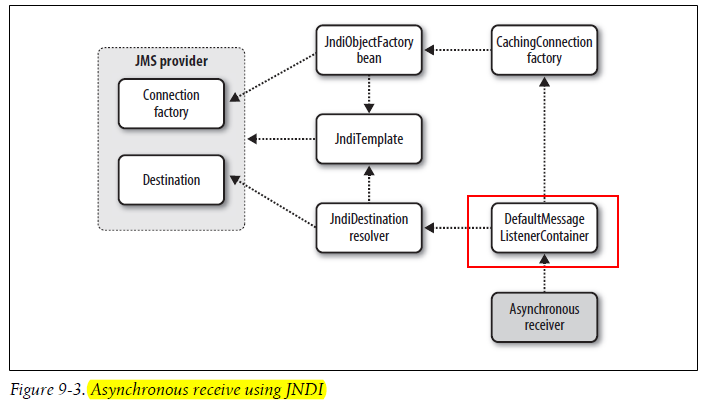 JMS provider
Connection
factory
Destination
JndiObjectFactory
bean
JndiTemplate
JndiDestination
resolver
CachingConnection
factory
DefaultMessage
ListenerContainer
Asynchronous
receiver
Figure 9-3. Asynchronous receive using JNDI